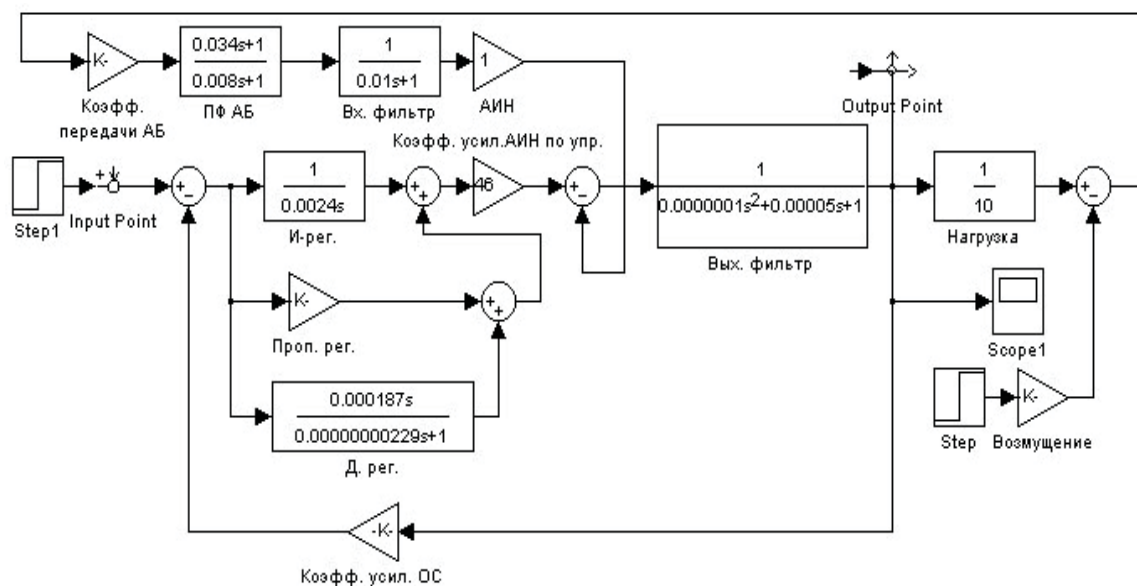 K-
0.034s+1
0.008s+1
1
0.01s+1
1
Коэфф.
передачи АБ
ПФ АБ
Вх. фильтр
АИН
Output Point
Коэфф. усил.АИН по упр.
Step1
Input Point
+
+
-
1
0.0024s
И-рег.
+
+
46
+
-
1
0.0000001s²+0.00005s+1
Вых. фильтр
1
10
Нагрузка
+
-
K-
Проп. рег.
+
+
Scope1
0.000187s
0.00000000229s+1
Д. рег.
Step
K-
Возмущение
-K-
Коэфф. усил. ОС